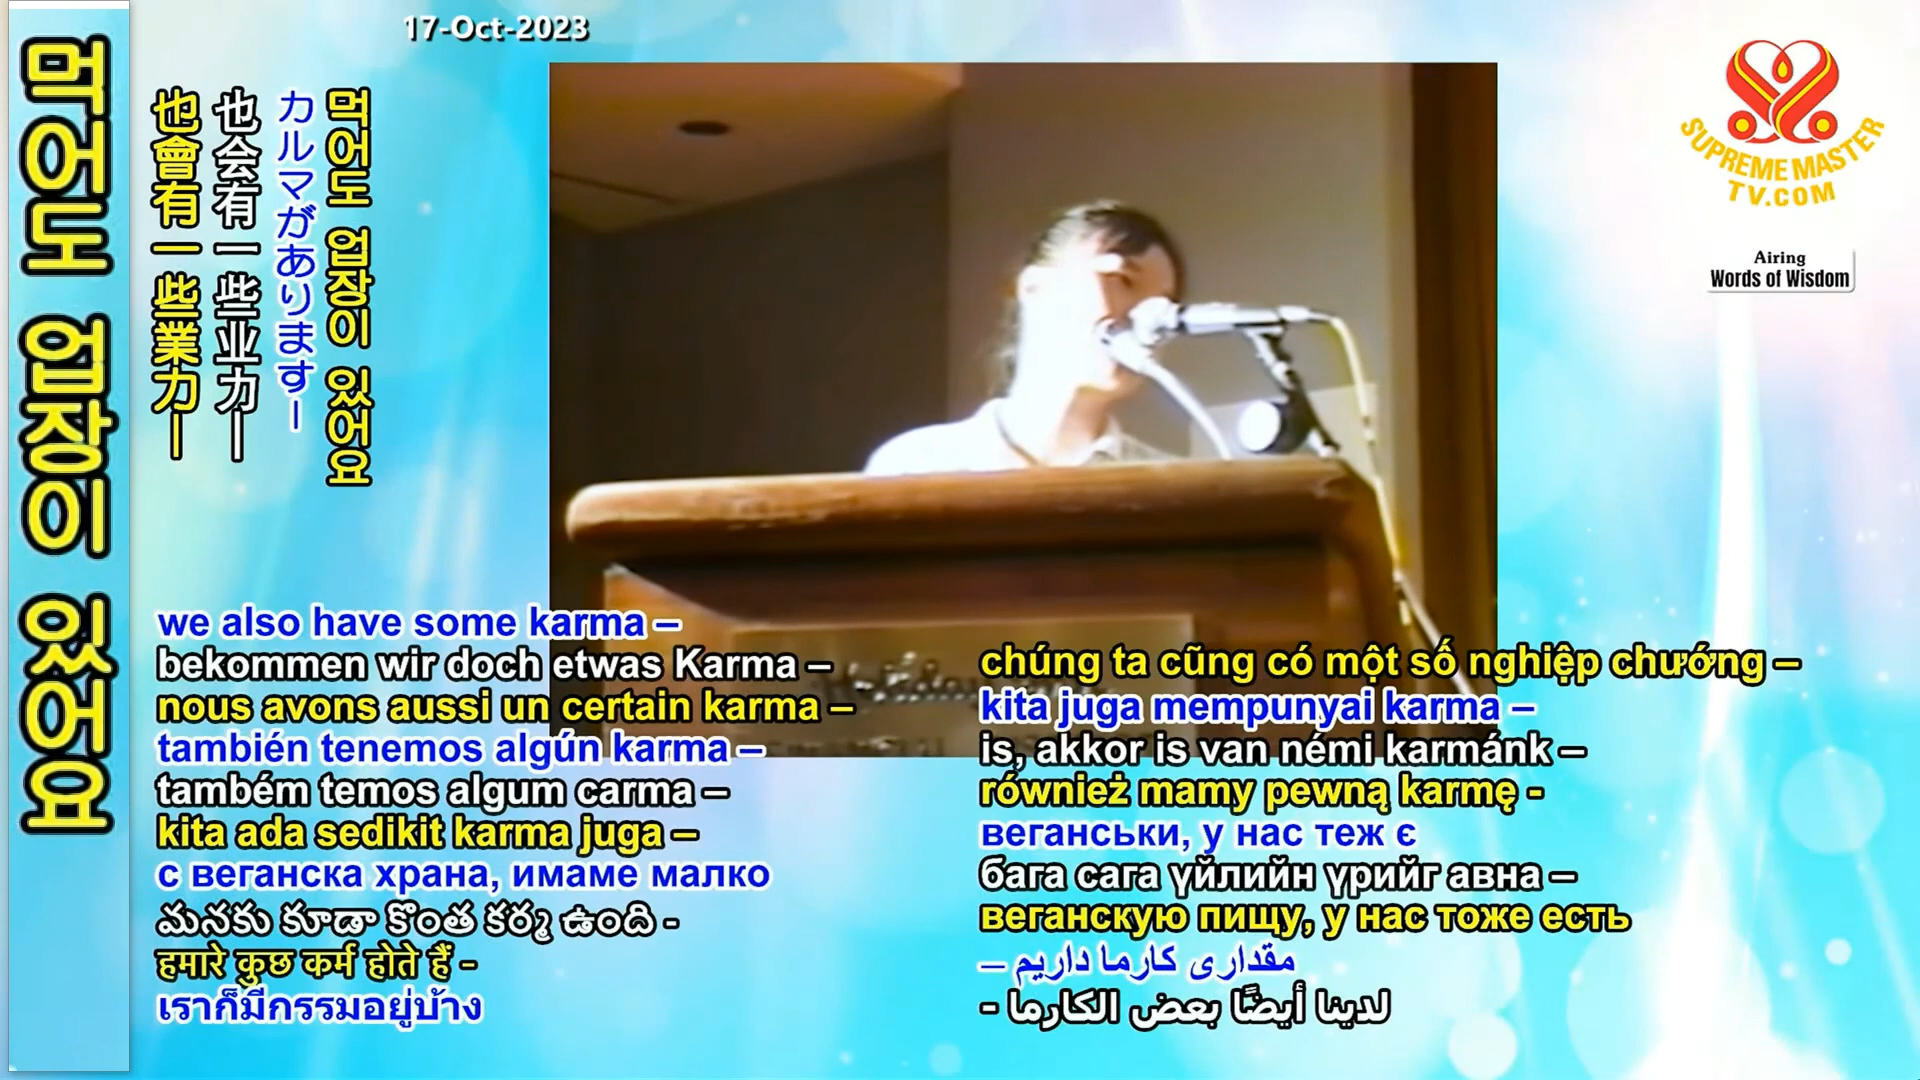 17-Oct-2023
먹어도 업장이 있어요
也會有一些業力—
也会有一些业力—
カルマがあります—
먹어도 업장이 있어요
SUPREME MASTER
TV.COM
Airing
Words of Wisdom
we also have some karma –
bekommen wir doch etwas Karma –
nous avons aussi un certain karma –
también tenemos algún karma –
também temos algum carma –
kita ada sedikit karma juga –
с веганска храна, имаме малко
మనకు కూడా కొంత కర్మ ఉంది -
हमारे कुछ कर्म होते हैं -
เราก็มีกรรมอยู่บ้าง
chúng ta cũng có một số nghiệp chướng –
kita juga mempunyai karma –
is, akkor is van némi karmánk –
również mamy pewną karmę -
веганськи, у нас теж є
бага сага үйлийн үрийг авна –
веганскую пищу, у нас тоже есть
مقداری کارما داریم –
لدينا أيضًا بعض الكارما -